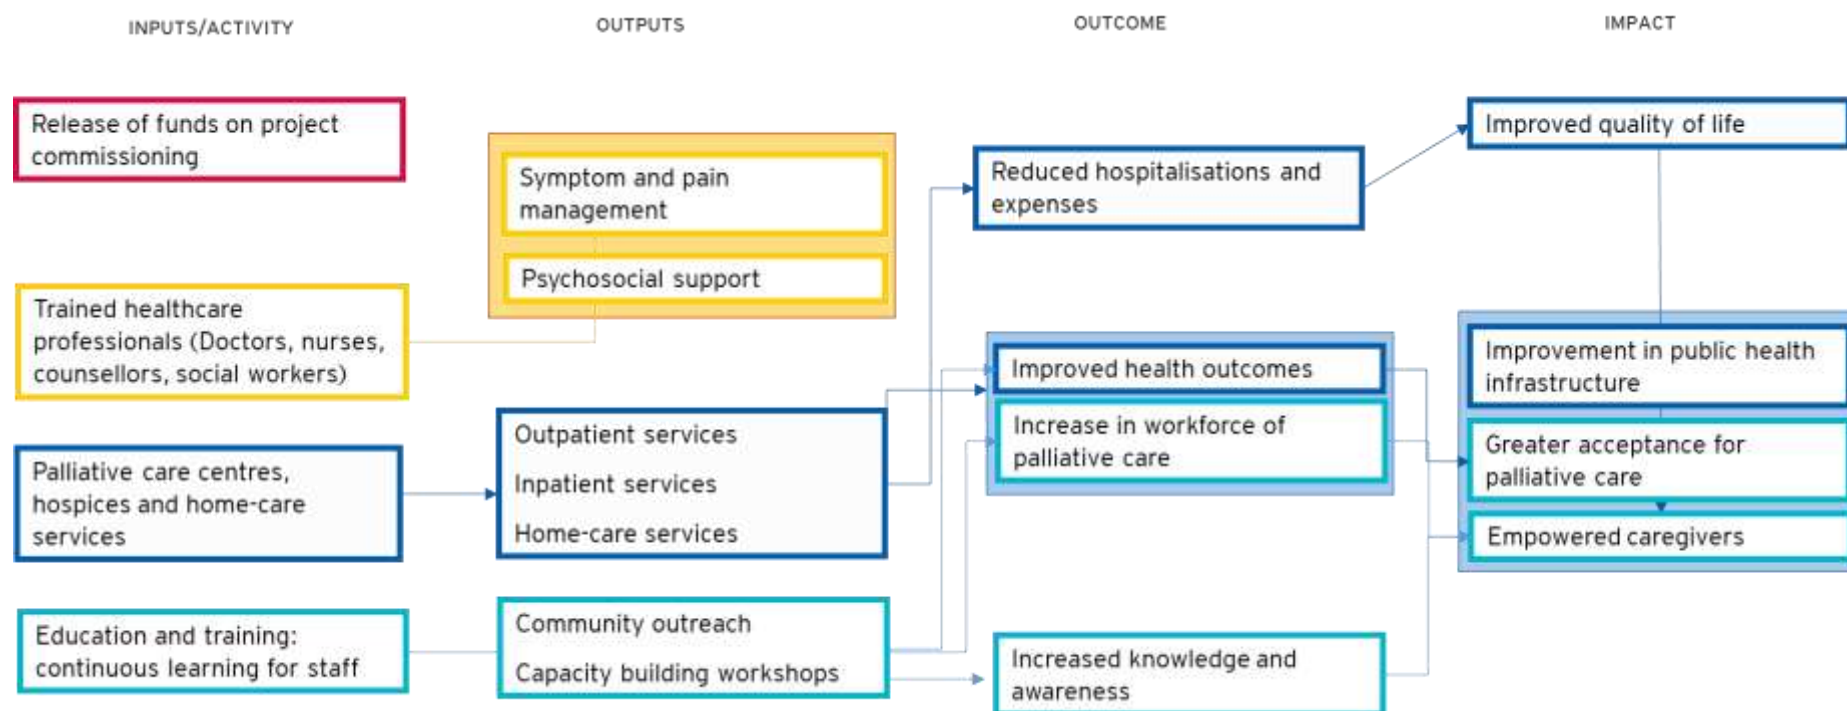 INPUTS/ACTIVITY
OUTPUTS
OUTCOME
IMPACT
Release of funds on project
commissioning
Trained healthcare
professionals (Doctors, nurses,
counsellors, social workers)
Palliative care centres,
hospices and home-care
services
Education and training:
continuous learning for staff
Symptom and pain
management
Psychosocial support
Outpatient services
Inpatient services
Home-care services
Community outreach
Capacity building workshops
Reduced hospitalisations and
expenses
Improved health outcomes
Increase in workforce of
palliative care
Increased knowledge and
awareness
Improved quality of life
Improvement in public health
infrastructure
Greater acceptance for
palliative care
Empowered caregivers